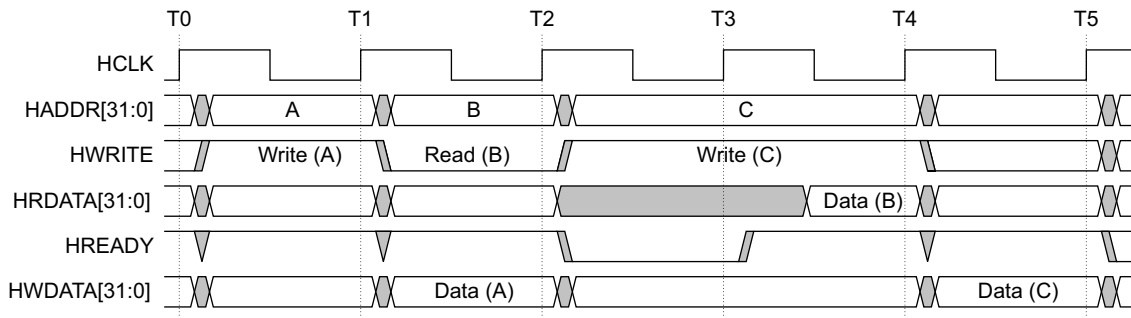 T0 T1 T2 T3 T4 T5
HCLK
HADDR[31:0] A B C
HWRITE Write (A) Read (B) Write (C)
HRDATA[31:0] Data (B)
HREADY
HWDATA[31:0] Data (A) Data (C)